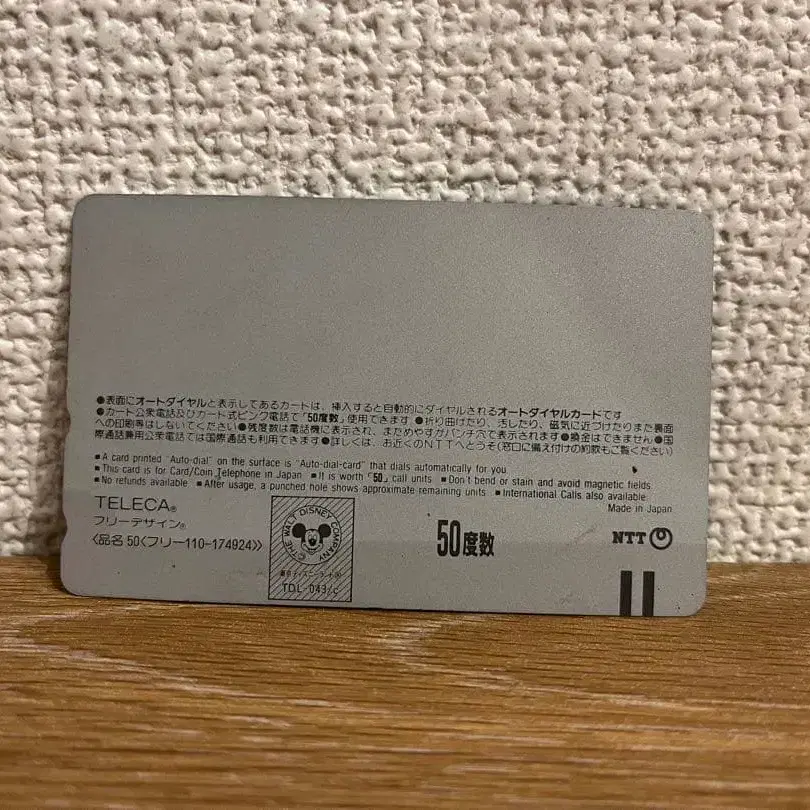 ●表面にオートダイヤルと表示してあるカードは、挿入すると自動的にダイヤルされるオートダイヤルカードです
●カード公衆電話及びカード式ピンク電話で「50度数」使用できます ●折り曲げたり、汚したり、磁気に近づけたりまた表面
への印刷等はしないでください ●残度数は電話機に表示され、まためやすがパンチ穴で表示されます ●換金はできません ●国
際通話兼用公衆電話では国際通話も利用できます ●詳しくは、お近くのNTTへどうぞ(窓口に備え付けの約款もご覧ください)
■ A card printed "Auto-dial" on the surface is "Auto-dial-card" that dials automatically for you.
■ This card is for Card/Coin Telephone in Japan ■ It is worth "50" call units ■ Don't bend or stain and avoid magnetic fields.
■ No refunds available. ■ After usage, a punched hole shows approximate remaining units. ■ International Calls also available.
Made in Japan
TELECA®
フリーデザイン®
〈品名 50〈フリー110-174924〉〉
© THE WALT DISNEY COMPANY
TDL-043/c
50度数
NTT